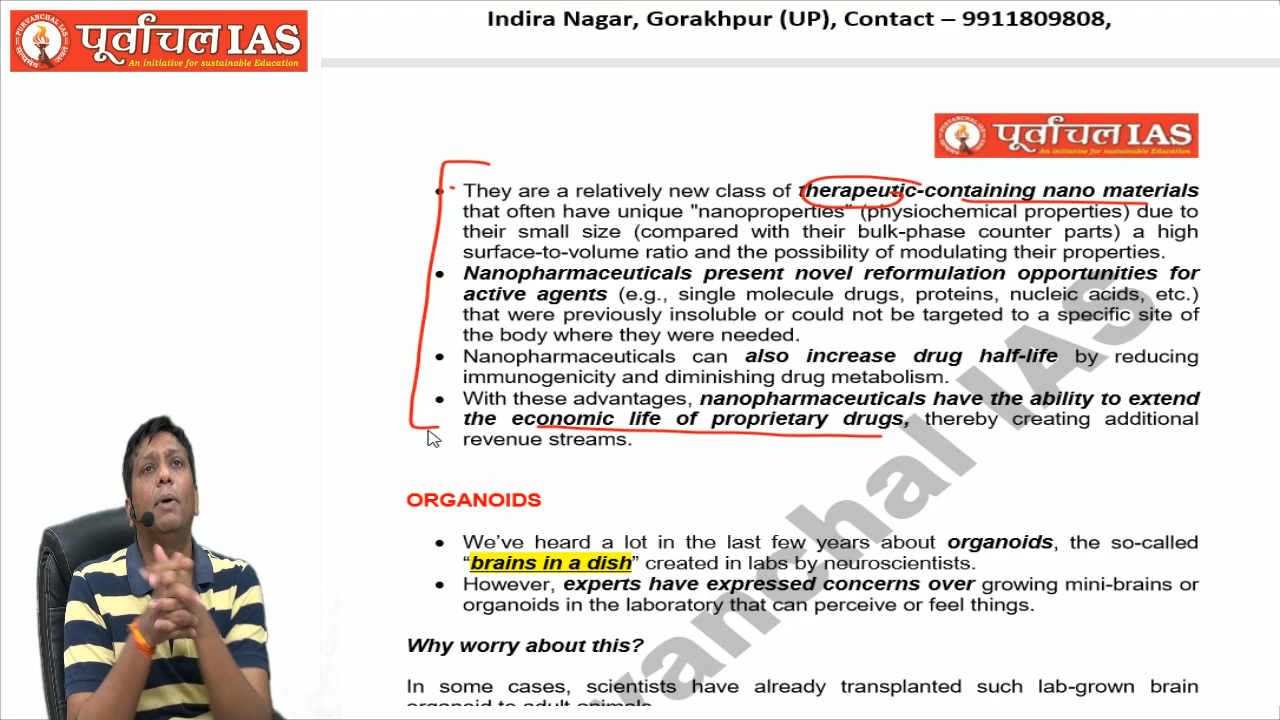 Indira Nagar, Gorakhpur (UP), Contact – 9911809808,
पूर्वांचल IAS
An initiative for sustainable Education
पूर्वांचल IAS
An initiative for sustainable Education
• They are a relatively new class of therapeutic-containing nano materials
that often have unique "nanoproperties" (physiochemical properties) due to
their small size (compared with their bulk-phase counter parts) a high
surface-to-volume ratio and the possibility of modulating their properties.
• Nanopharmaceuticals present novel reformulation opportunities for
active agents (e.g., single molecule drugs, proteins, nucleic acids, etc.)
that were previously insoluble or could not be targeted to a specific site of
the body where they were needed.
• Nanopharmaceuticals can also increase drug half-life by reducing
immunogenicity and diminishing drug metabolism.
• With these advantages, nanopharmaceuticals have the ability to extend
the economic life of proprietary drugs, thereby creating additional
revenue streams.
ORGANOIDS
• We’ve heard a lot in the last few years about organoids, the so-called
“brains in a dish” created in labs by neuroscientists.
• However, experts have expressed concerns over growing mini-brains or
organoids in the laboratory that can perceive or feel things.
Why worry about this?
In some cases, scientists have already transplanted such lab-grown brain
organoid to adult animals.